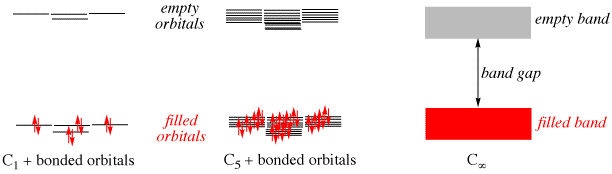 empty
orbitals
empty band
band gap
filled
orbitals
filled band
C₁ + bonded orbitals
C₅ + bonded orbitals
C∞